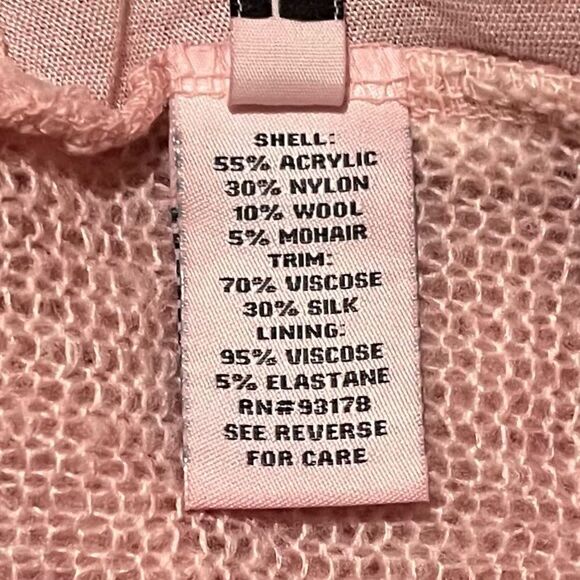 SHELL:
55% ACRYLIC
30% NYLON
10% WOOL
5% MOHAIR
TRIM:
70% VISCOSE
30% SILK
LINING:
95% VISCOSE
5% ELASTANE
RN#93178
SEE REVERSE
FOR CARE